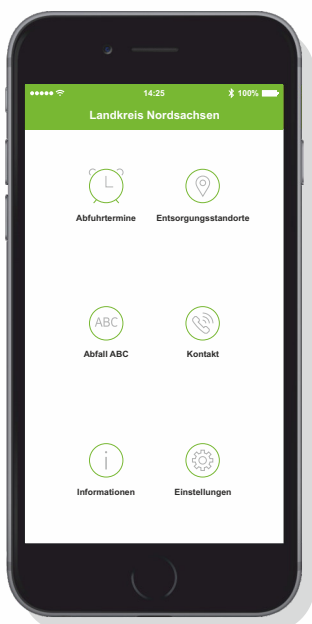 14:25
100%
Landkreis Nordsachsen
Abfuhrtermine
Entsorgungsstandorte
ABC
Abfall ABC
Kontakt
i
Informationen
Einstellungen